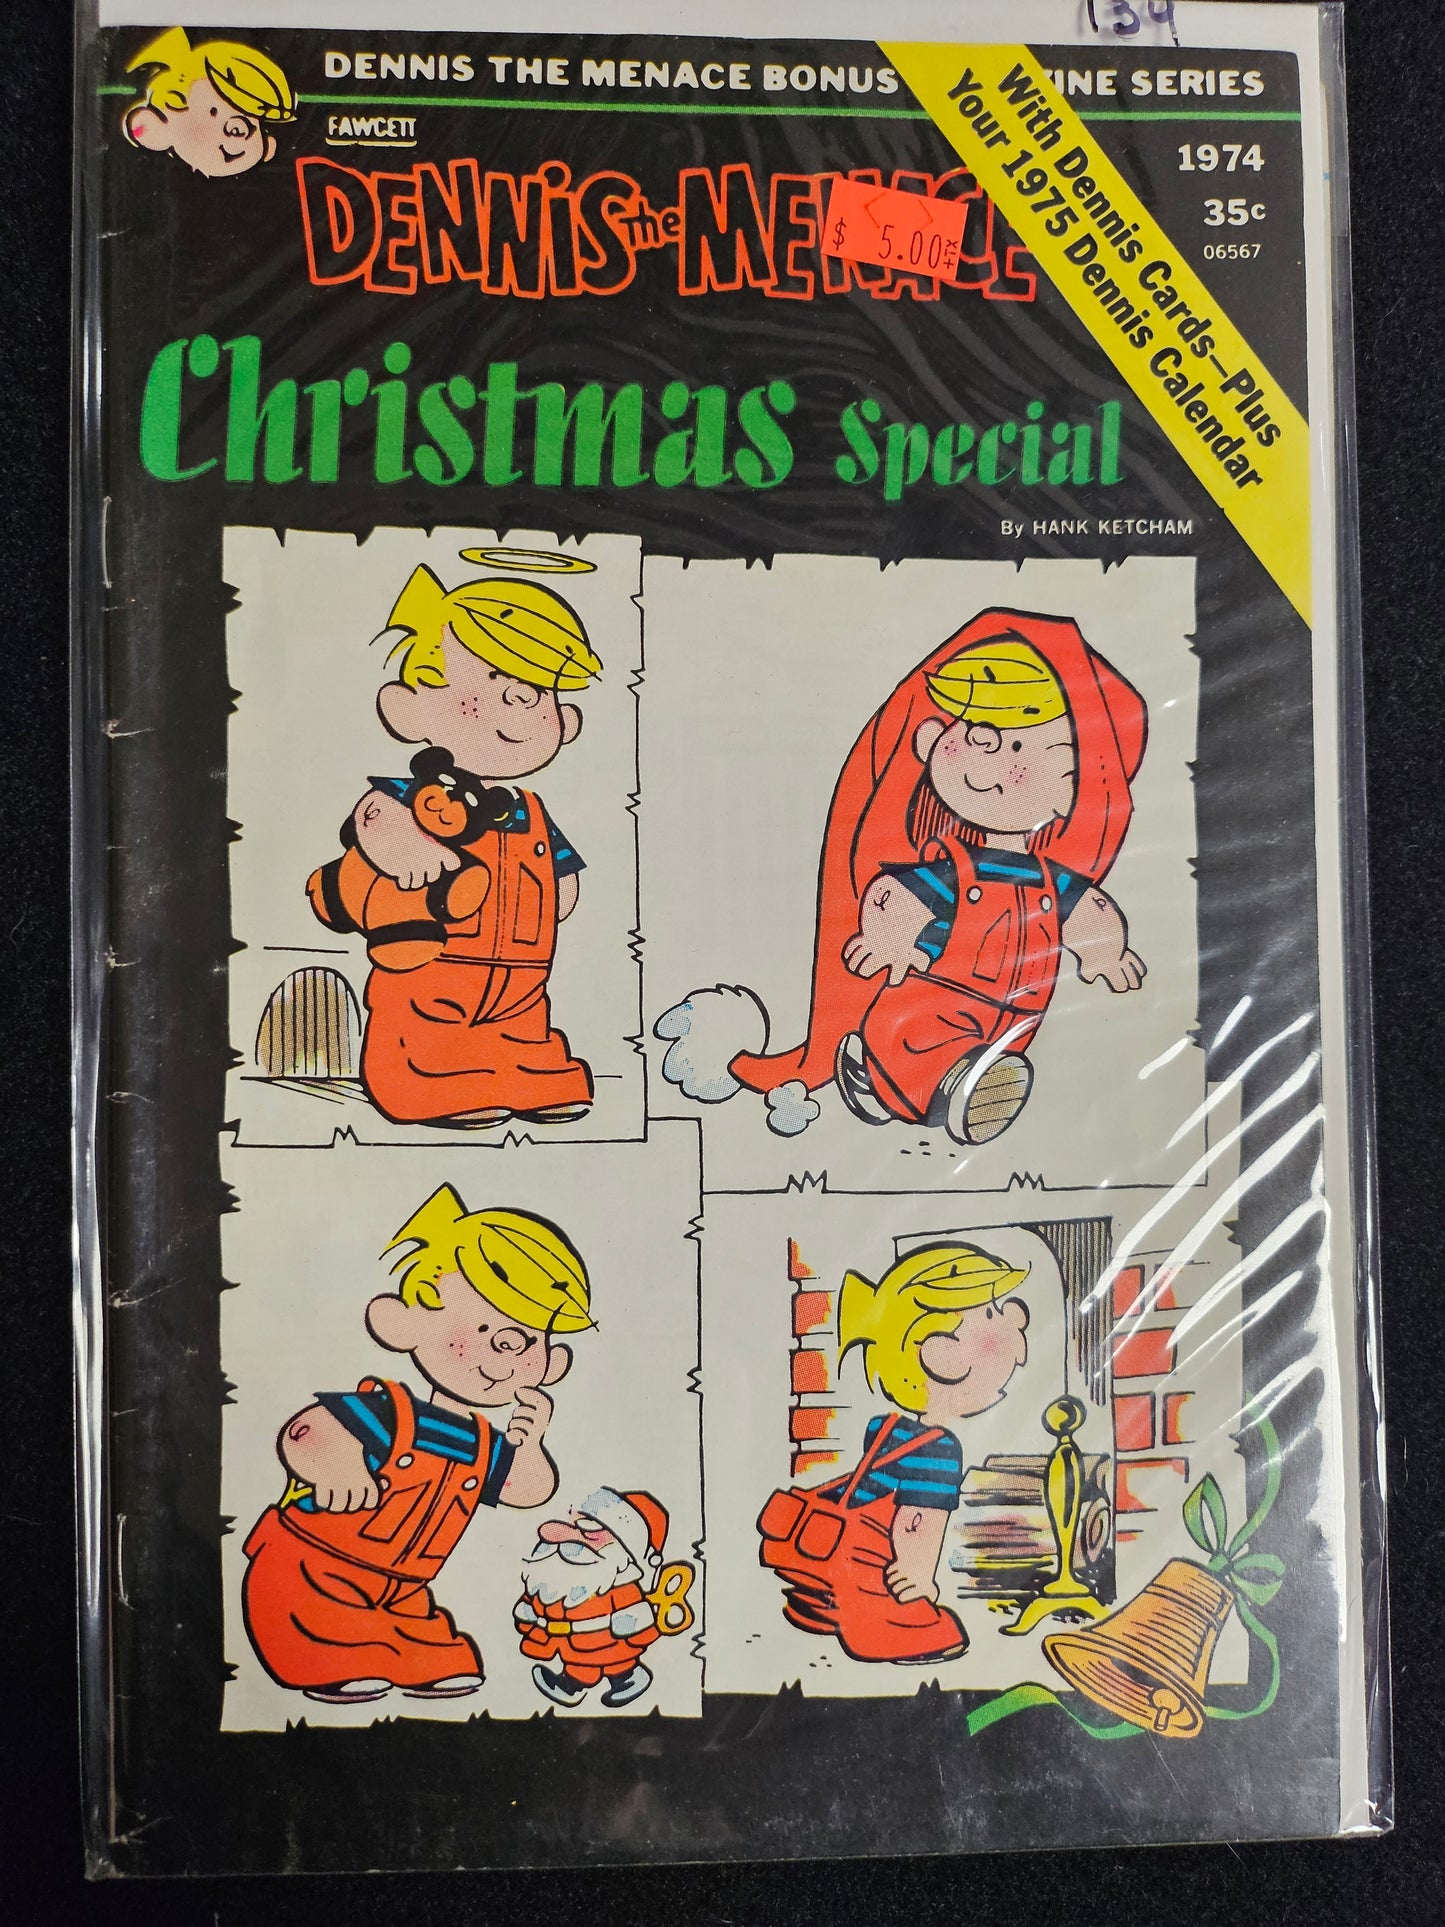 134
DENNIS THE MENACE BONUS ZINE SERIES
FAWCETT
DENNIS the MENACE
$ 5.00
1974
35c
06567
With Dennis Cards—Plus
Your 1975 Dennis Calendar
Christmas Special
By HANK KETCHAM